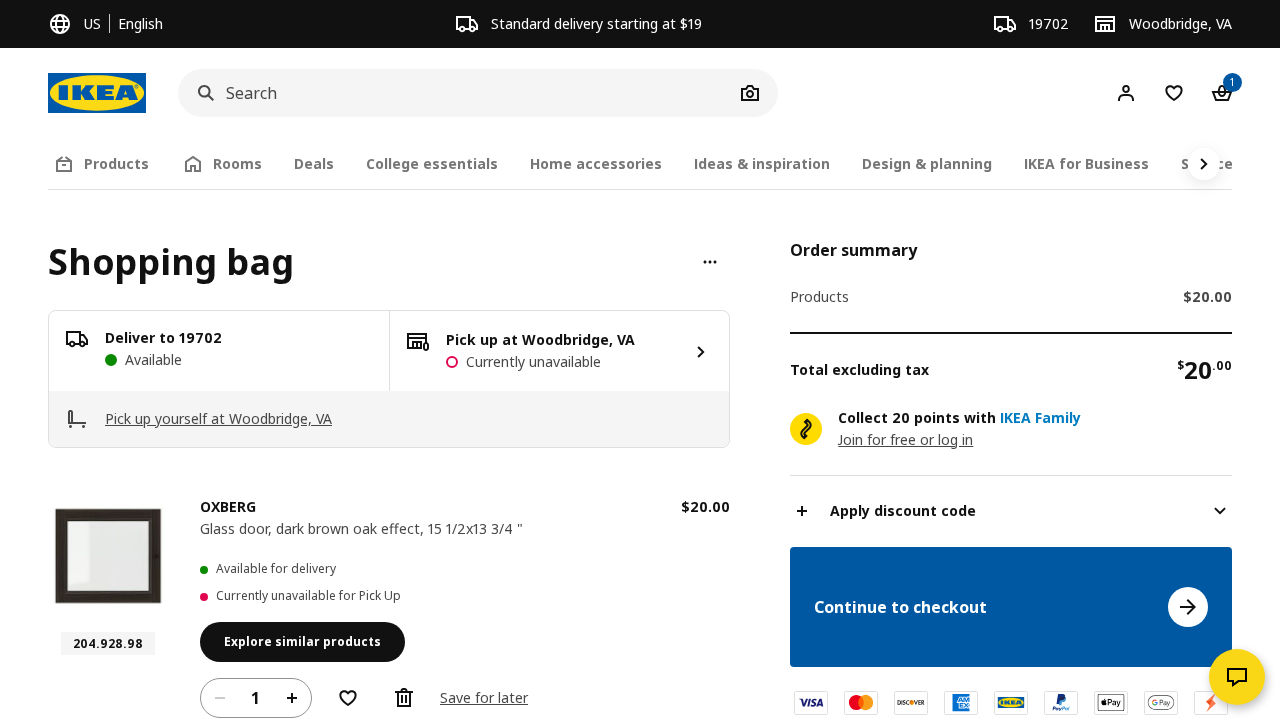 US | English
Standard delivery starting at $19
19702
Woodbridge, VA
IKEA
Search
1
Products
Rooms
Deals
College essentials
Home accessories
Ideas & inspiration
Design & planning
IKEA for Business
Shopping bag
Deliver to 19702
Available
Pick up at Woodbridge, VA
Currently unavailable
Pick up yourself at Woodbridge, VA
OXBERG
$20.00
Glass door, dark brown oak effect, 15 1/2x13 3/4 "
Available for delivery
Currently unavailable for Pick Up
204.928.98
Explore similar products
1
Save for later
Order summary
Products
$20.00
Total excluding tax
$20.00
Collect 20 points with IKEA Family
Join for free or log in
Apply discount code
Continue to checkout
VISA
DISCOVER
AMEX
IKEA
PayPal
Pay
G Pay